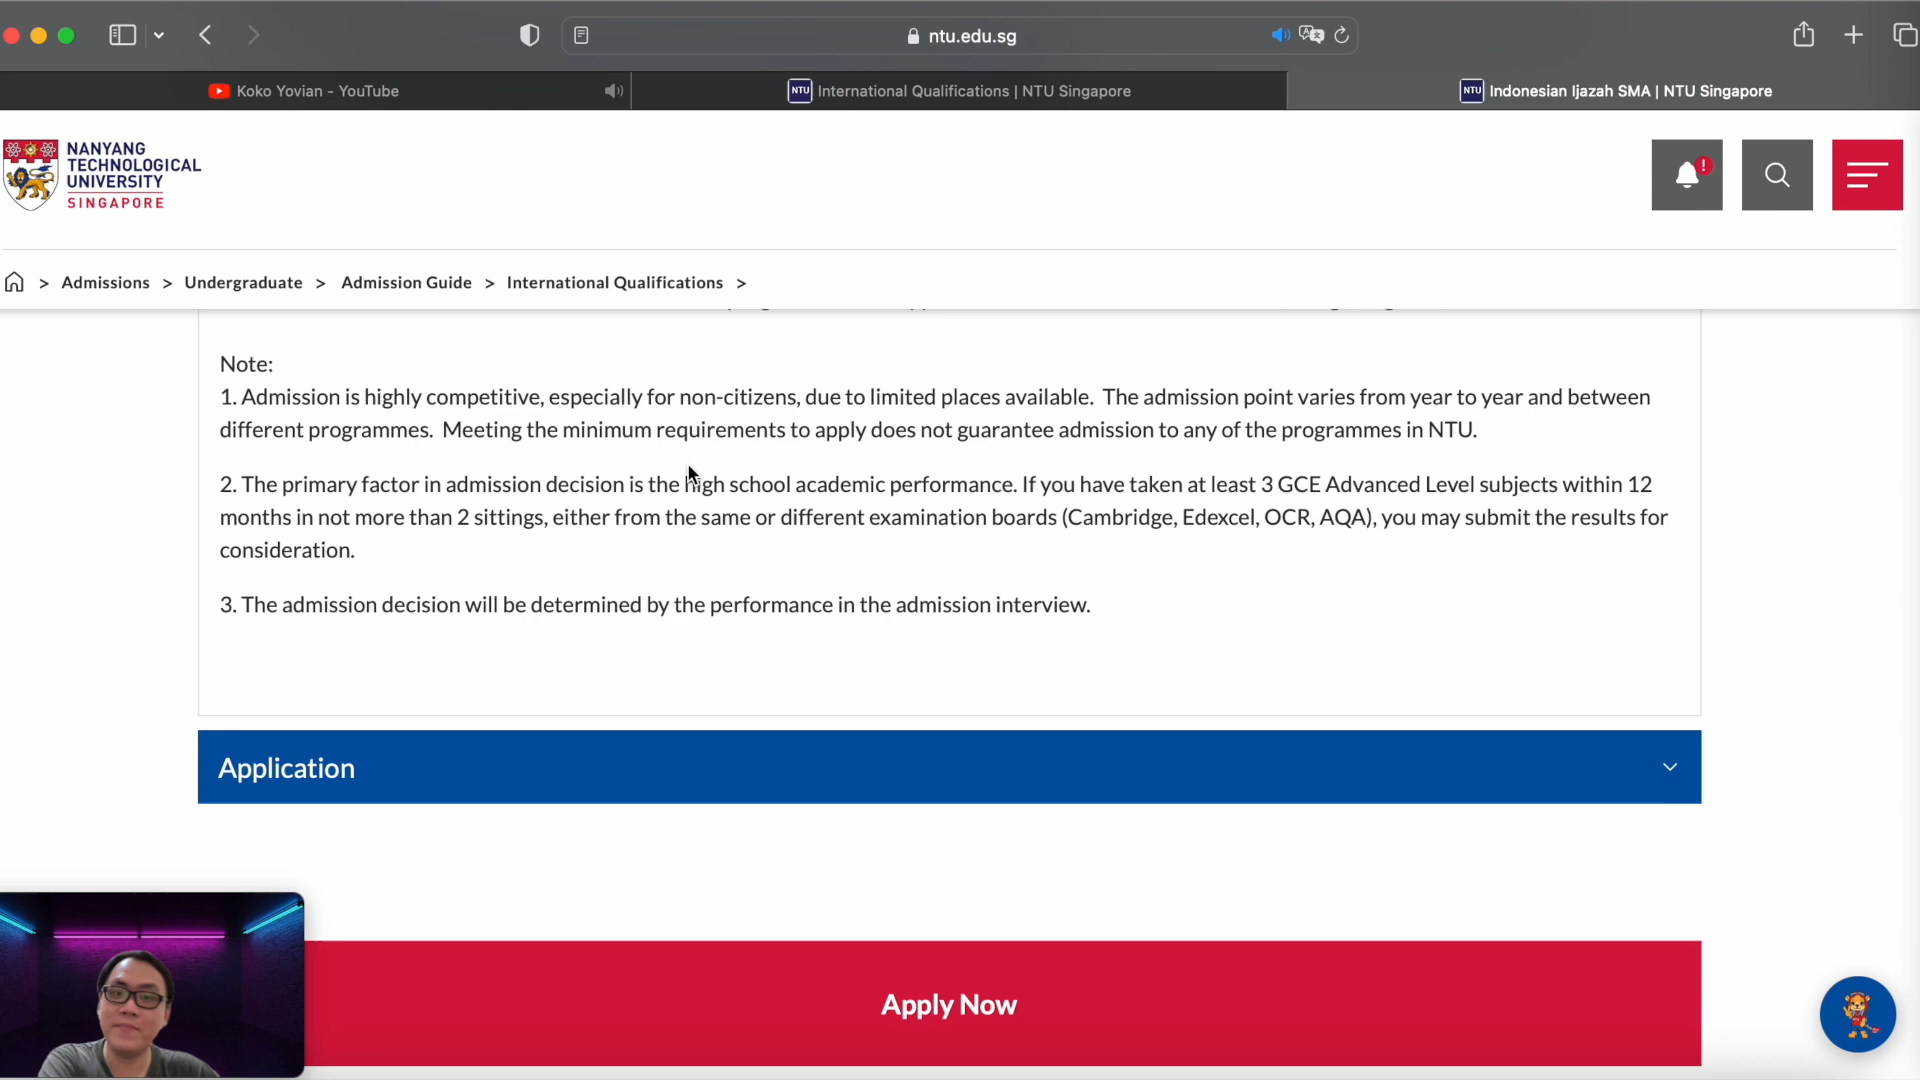 ntu.edu.sg
Koko Yovian - YouTube
NTU International Qualifications | NTU Singapore
NTU Indonesian Ijazah SMA | NTU Singapore
NANYANG
TECHNOLOGICAL
UNIVERSITY
SINGAPORE
> Admissions > Undergraduate > Admission Guide > International Qualifications >
Note:
1. Admission is highly competitive, especially for non-citizens, due to limited places available. The admission point varies from year to year and between
different programmes. Meeting the minimum requirements to apply does not guarantee admission to any of the programmes in NTU.
2. The primary factor in admission decision is the high school academic performance. If you have taken at least 3 GCE Advanced Level subjects within 12
months in not more than 2 sittings, either from the same or different examination boards (Cambridge, Edexcel, OCR, AQA), you may submit the results for
consideration.
3. The admission decision will be determined by the performance in the admission interview.
Application
Apply Now